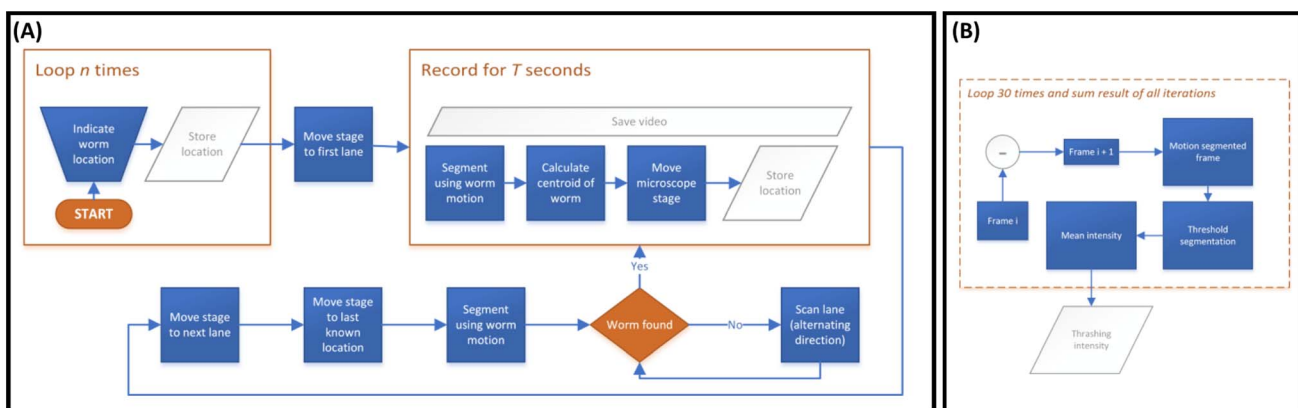 (A)
Loop n times
Indicate
worm
location
Store
location
START
Move stage
to first lane
Record for T seconds
Save video
Segment
using worm
motion
Calculate
centroid of
worm
Move
microscope
stage
Store
location
Yes
Move stage
to next lane
Move stage
to last
known
location
Segment
using worm
motion
Worm found
No
Scan lane
(alternating
direction)
(B)
Loop 30 times and sum result of all iterations
–
Frame i + 1
Motion segmented
frame
Frame i
Mean intensity
Threshold
segmentation
Thrashing
intensity